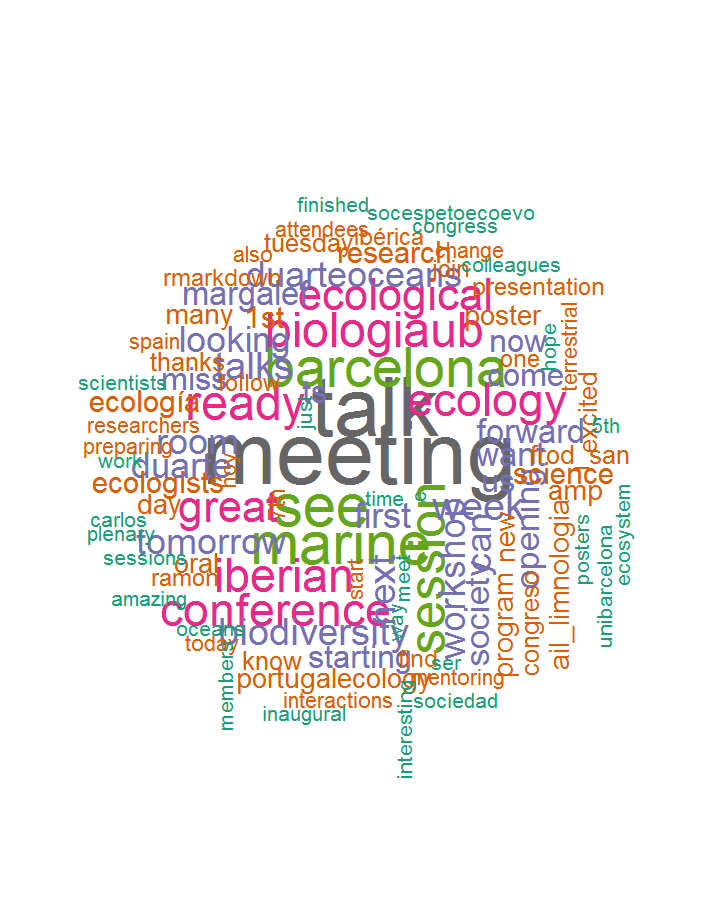 finished
socespetoecoevo
attendees
congress
tuesday
ibérica
also
research
change
join
colleagues
rmarkdown
duarteoceans
margalef
ecological
presentation
many
1st
biologiaub
poster
terrestrial
spain
looking
now
hope
thanks
talks
barcelona
one
scientists
miss
follow
ts
come
ecología
ready
just
talk
ecology
excited
researchers
forward
5th
preparing
room
meeting
want
ftod
san
work
duarte
hoy
us
science
ecologists
great
see
time
week
amp
day
first
carlos
plenary
tomorrow
marine
session
can
opening
sessions
oral
iberian
next
workshop
society
new
ail_limnologia
posters
ecosystem
ramon
start
meet
amazing
conference
way
program
congreso
unibarcelona
oceans
biodiversity
today
members
know
starting
find
ser
portugalecology
mentoring
interactions
sociedad
inaugural
interesting